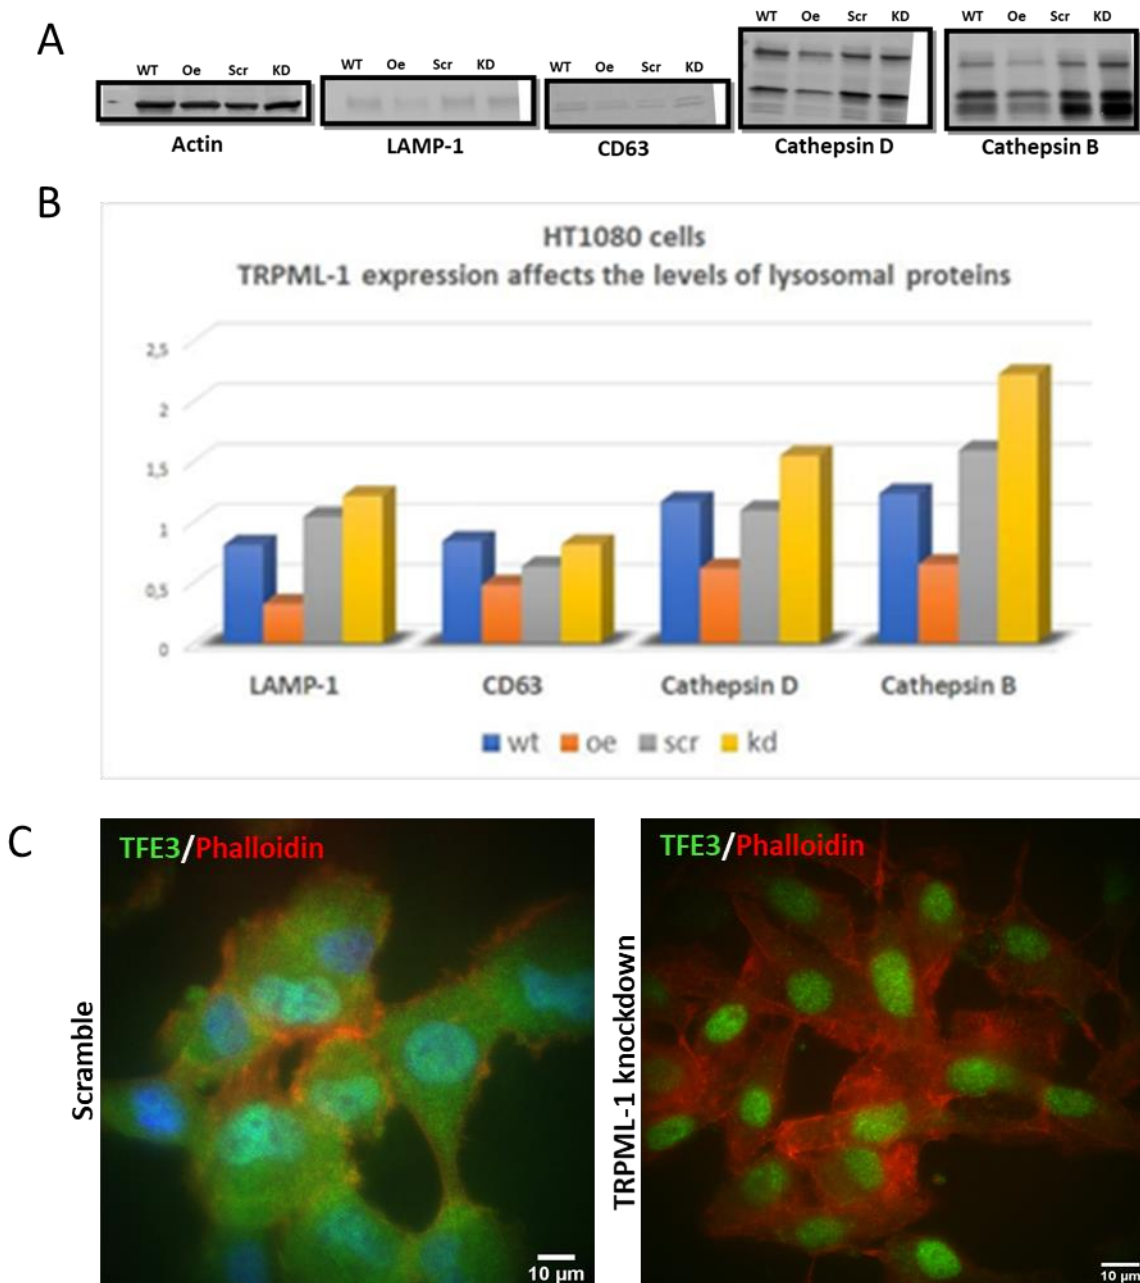 A
WT Oe Scr KD
Actin
WT Oe Scr KD
LAMP-1
WT Oe Scr KD
CD63
WT Oe Scr KD
Cathepsin D
WT Oe Scr KD
Cathepsin B
B
HT1080 cells
TRPML-1 expression affects the levels of lysosomal proteins
2,5
2
1,5
1
0,5
0
LAMP-1 CD63 Cathepsin D Cathepsin B
wt oe scr kd
C
TFE3/Phalloidin
Scramble
10 µm
TFE3/Phalloidin
TRPML-1 knockdown
10 µm